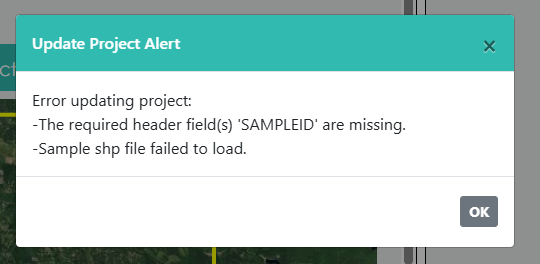 Update Project Alert
×
Error updating project:
-The required header field(s) 'SAMPLEID' are missing.
-Sample shp file failed to load.
OK